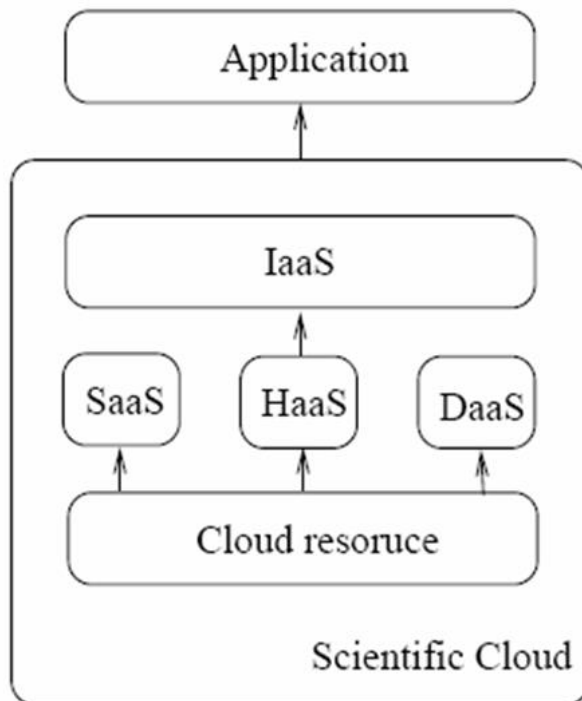 Application
IaaS
SaaS
HaaS
DaaS
Cloud resoruce
Scientific Cloud